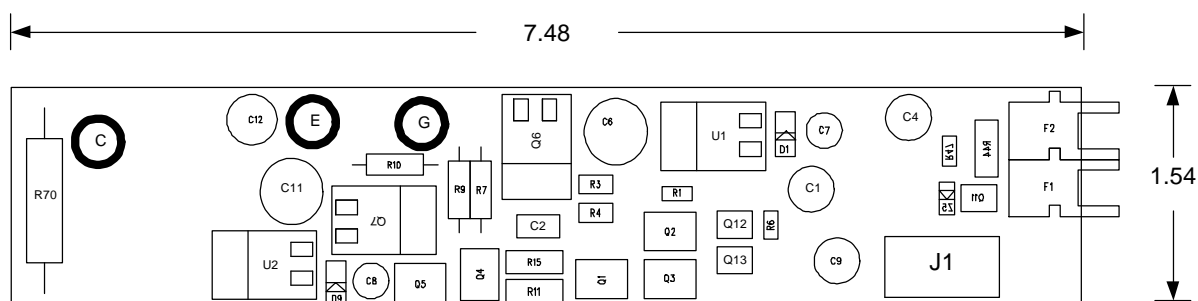 7.48
1.54
C
C12
E
G
Q6
C6
U1
D1
C7
C4
R47
R44
F2
F1
R70
C11
R10
R9
R7
R3
R4
R1
C1
Z5
Q11
Q7
C2
Q2
Q12
R6
Q13
U2
D9
C8
Q5
Q4
R15
R11
Q1
Q3
C9
J1